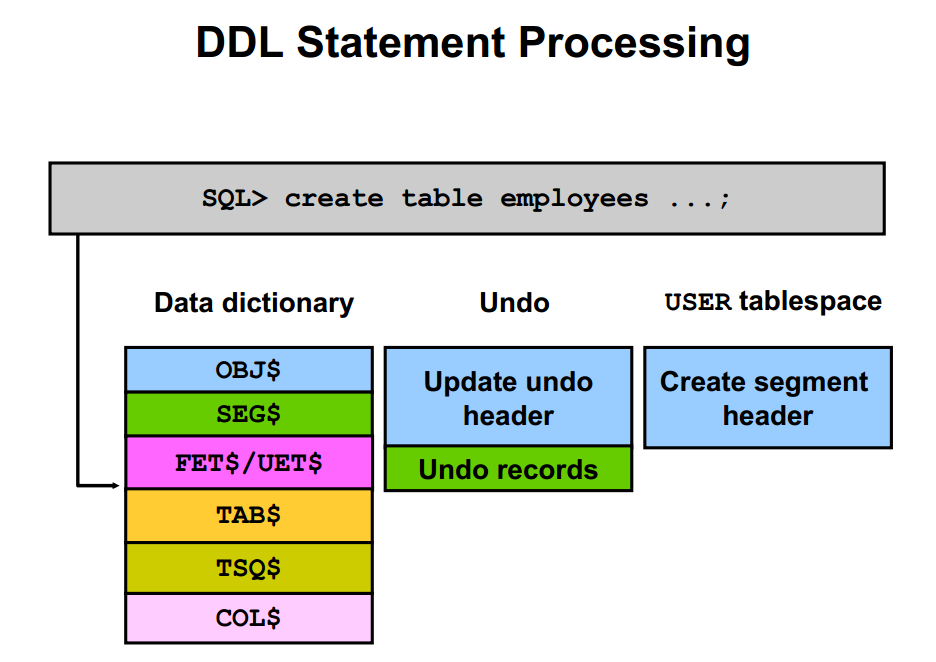 DDL Statement Processing
SQL> create table employees ...;
Data dictionary
Undo
USER tablespace
OBJ$
SEG$
FET$/UET$
TAB$
TSQ$
COL$
Update undo
header
Undo records
Create segment
header